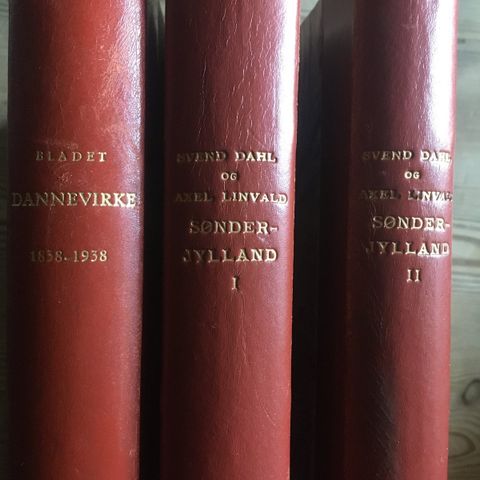 BLADET
DANNEVIRKE
1838-1938
SVEND DAHL
OG
AXEL LINVALD
SØNDER-
JYLLAND
I
SVEND DAHL
OG
AXEL LINVALD
SØNDER-
JYLLAND
II